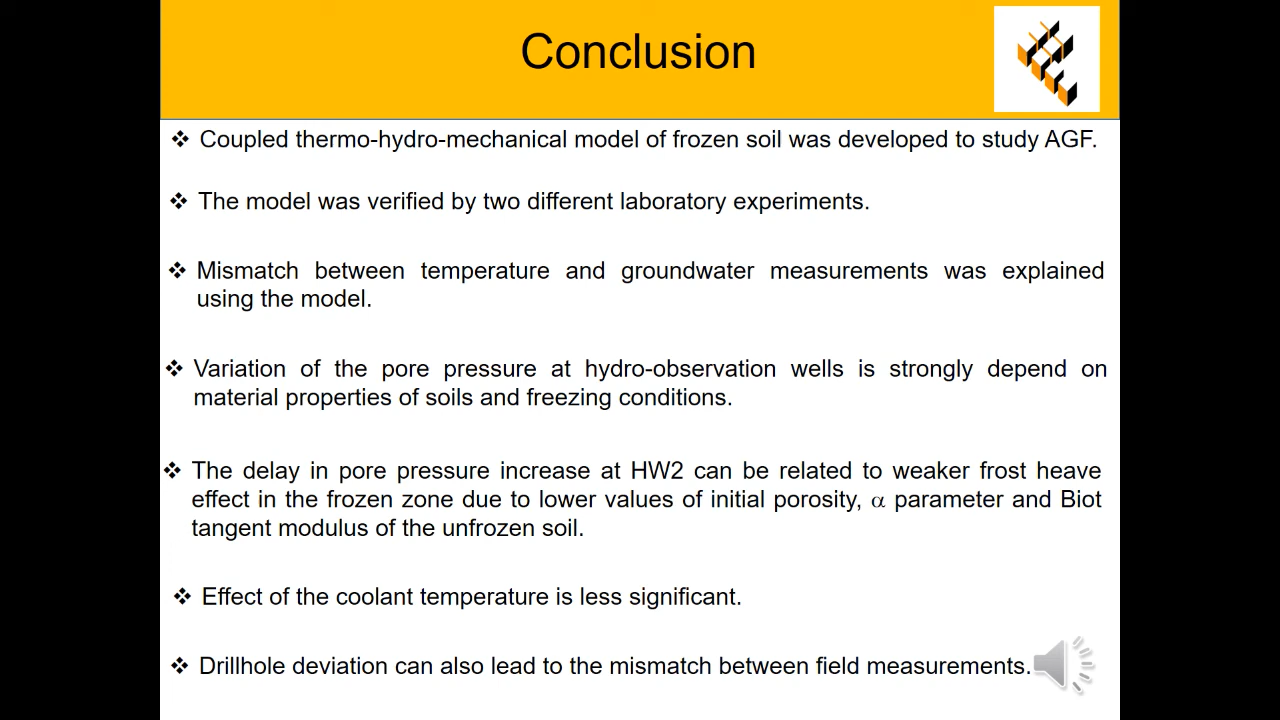 Conclusion
❖ Coupled thermo-hydro-mechanical model of frozen soil was developed to study AGF.
❖ The model was verified by two different laboratory experiments.
❖ Mismatch between temperature and groundwater measurements was explained
using the model.
❖ Variation of the pore pressure at hydro-observation wells is strongly depend on
material properties of soils and freezing conditions.
❖ The delay in pore pressure increase at HW2 can be related to weaker frost heave
effect in the frozen zone due to lower values of initial porosity, α parameter and Biot
tangent modulus of the unfrozen soil.
❖ Effect of the coolant temperature is less significant.
❖ Drillhole deviation can also lead to the mismatch between field measurements.